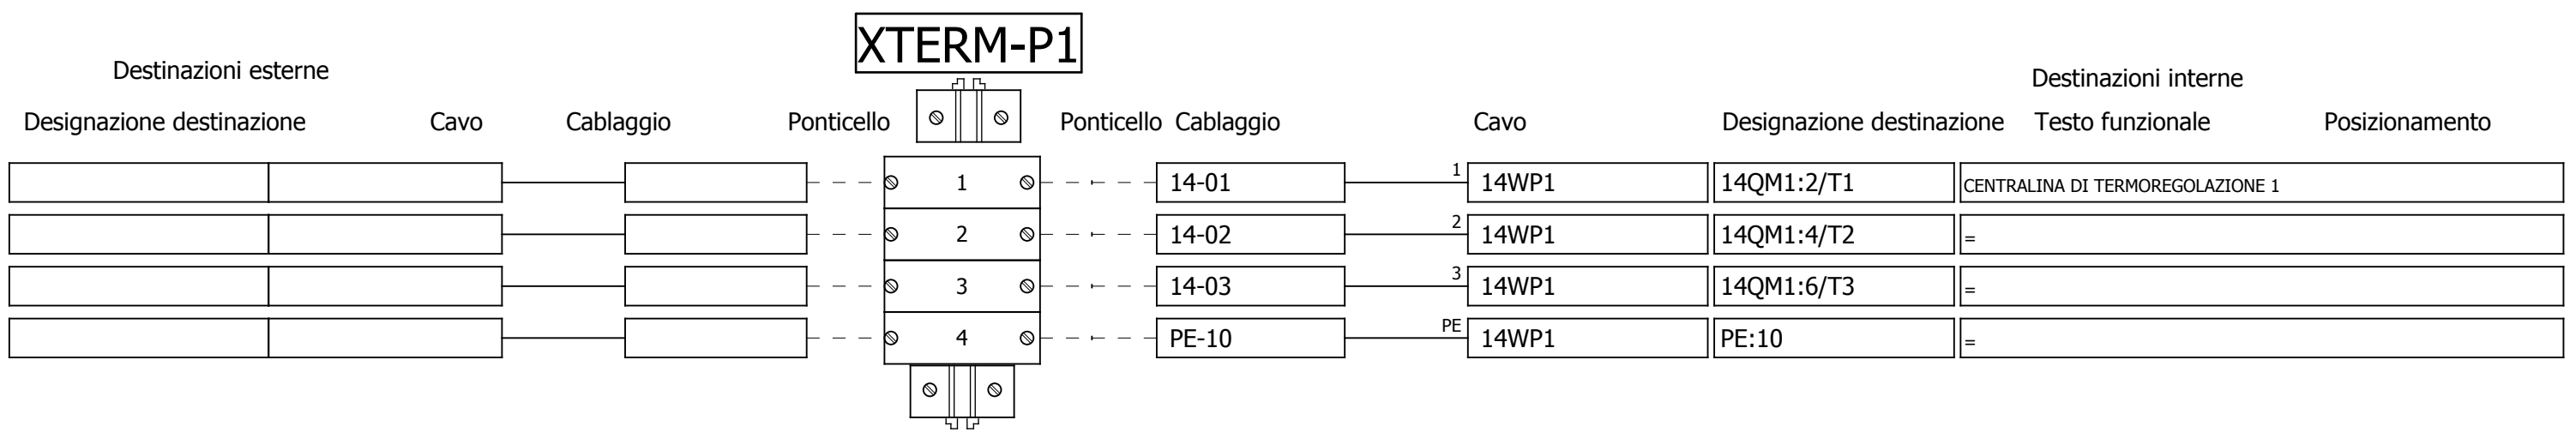 XTERM-P1
Destinazioni esterne
Destinazioni interne
Designazione destinazione Cavo Cablaggio Ponticello Ponticello Cablaggio Cavo Designazione destinazione Testo funzionale Posizionamento
1 14-01 1 14WP1 14QM1:2/T1 CENTRALINA DI TERMOREGOLAZIONE 1
2 14-02 2 14WP1 14QM1:4/T2 =
3 14-03 3 14WP1 14QM1:6/T3 =
4 PE-10 PE 14WP1 PE:10 =